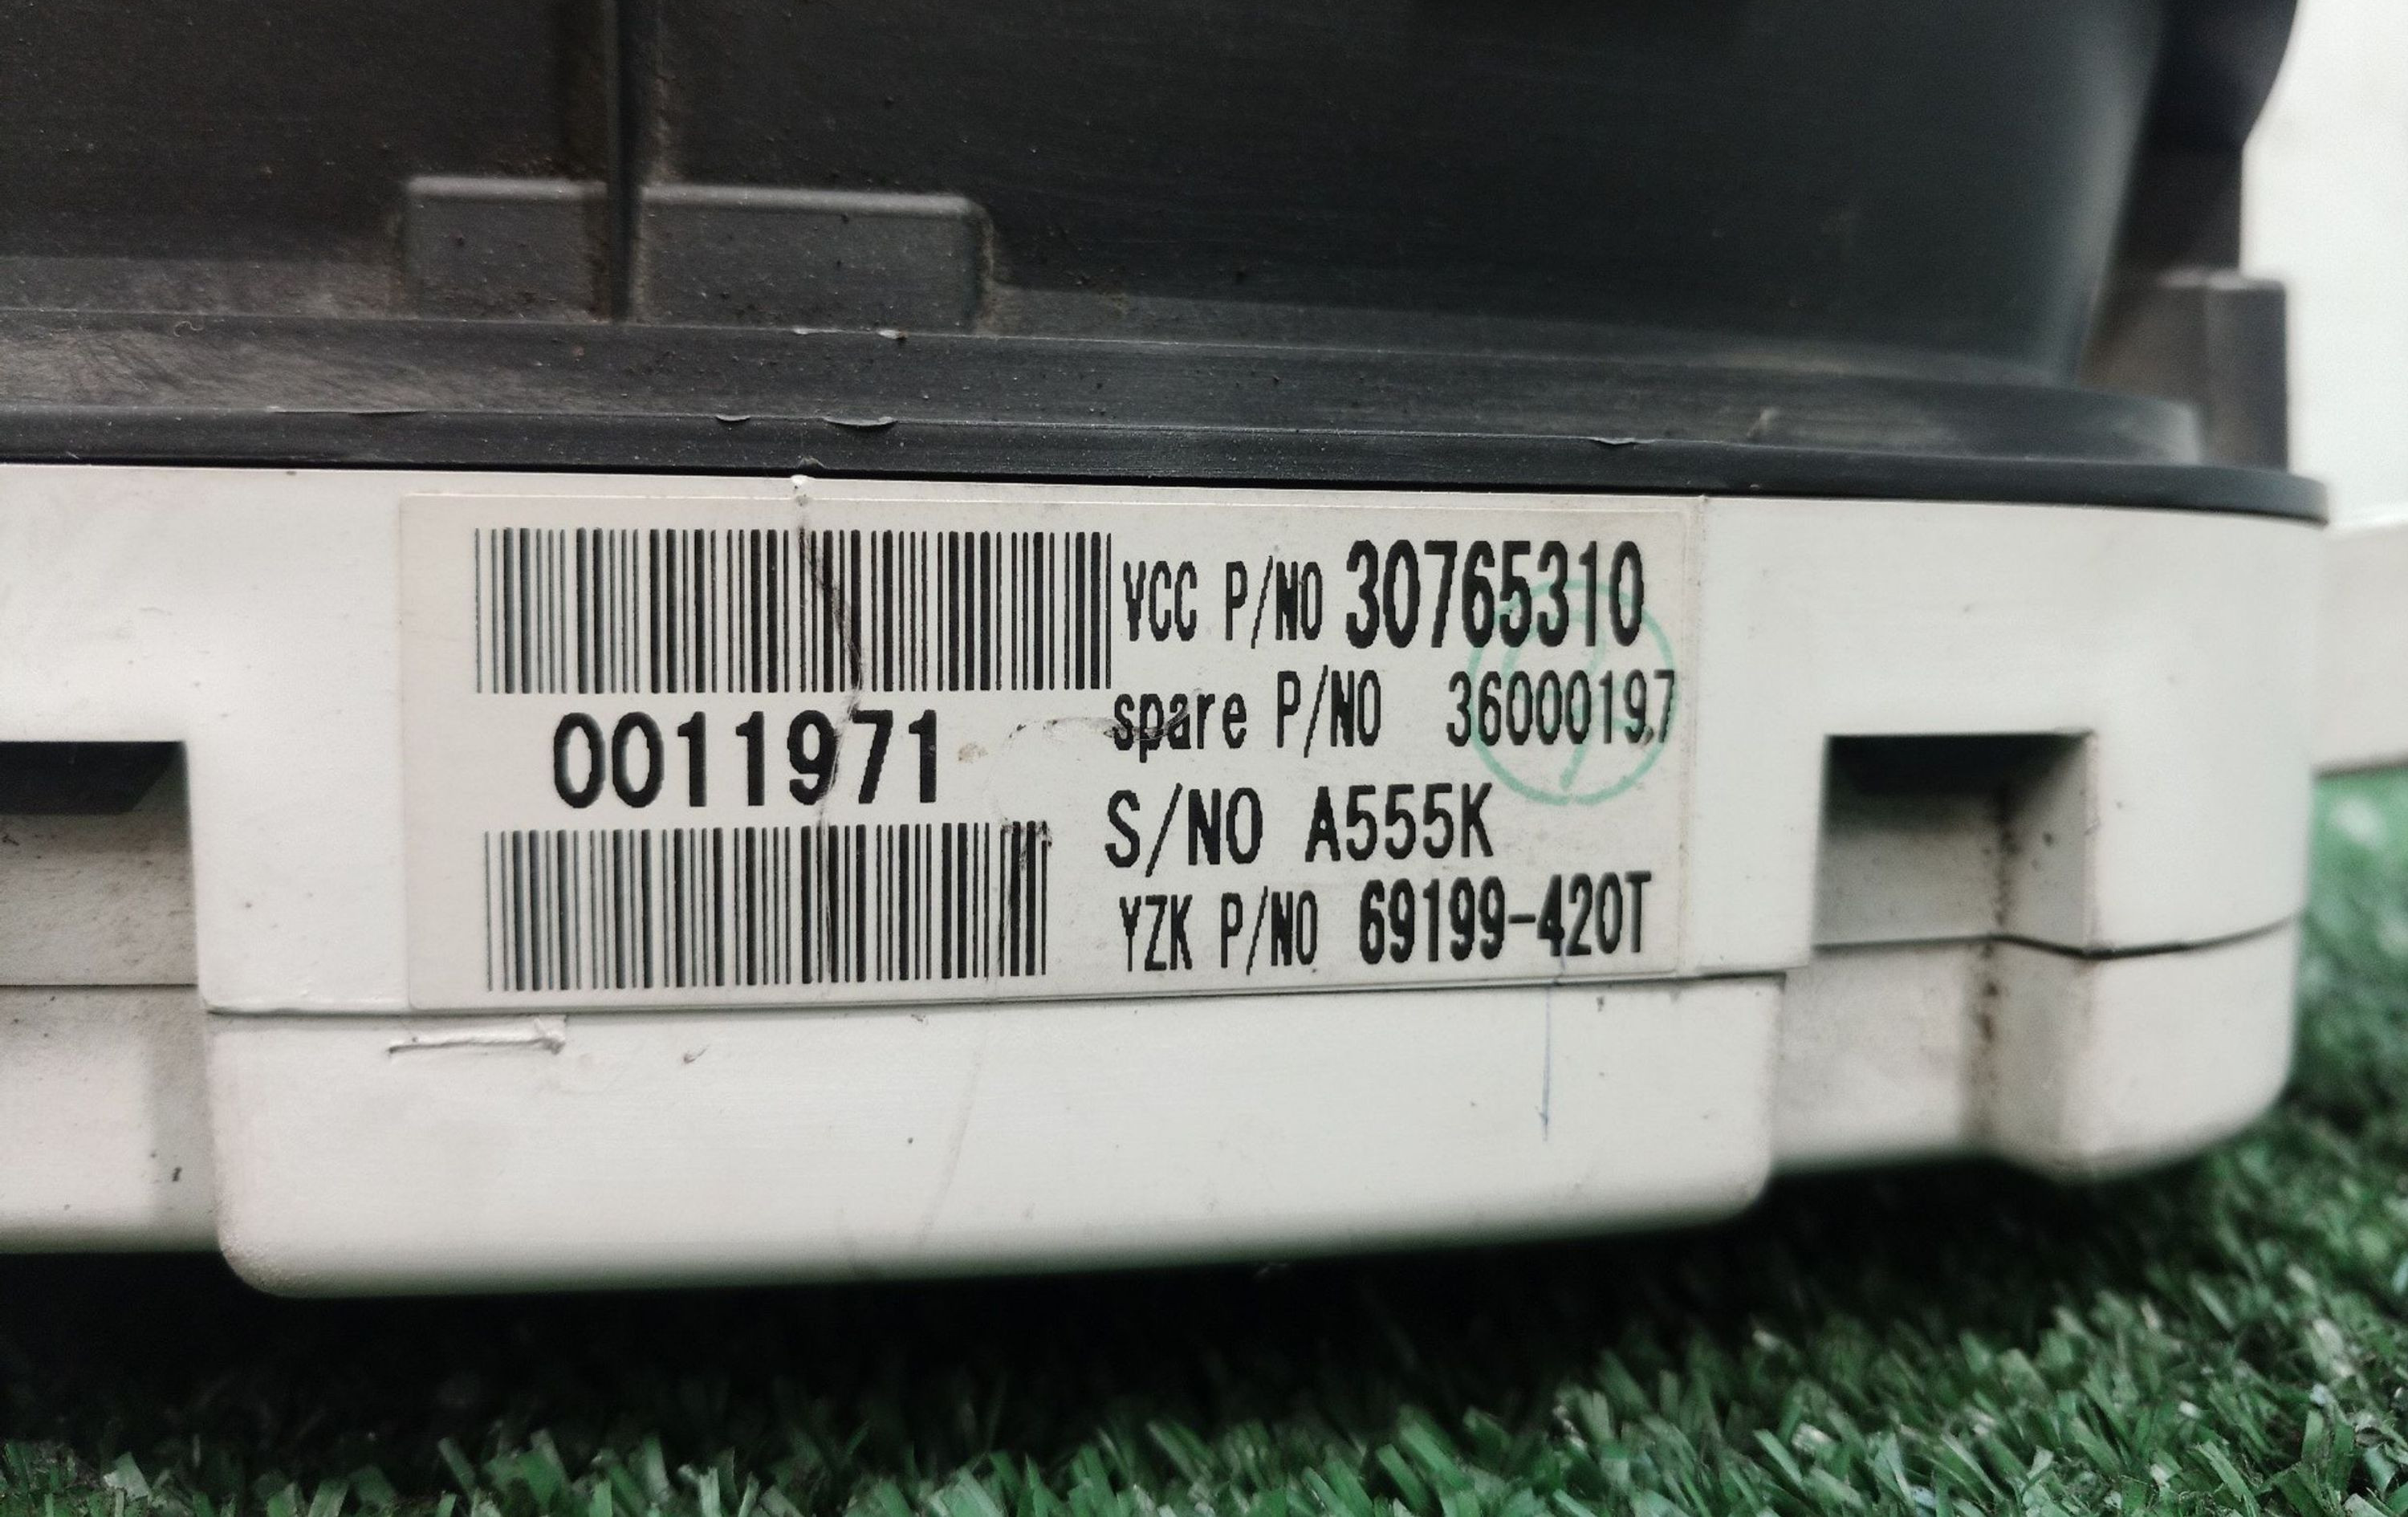 VCC P/NO 30765310
spare P/NO 36000197
0011971
S/NO A555K
YZK P/NO 69199-420T